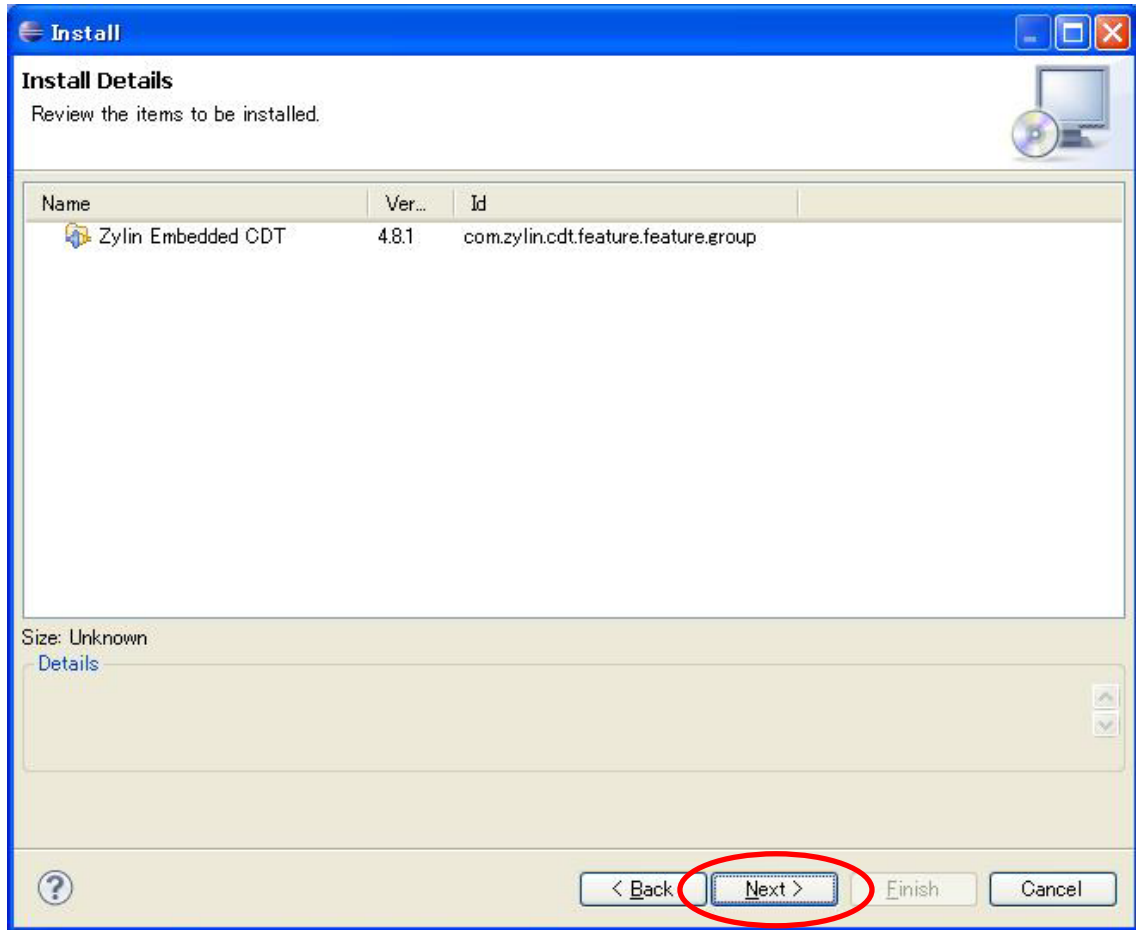 Install
Install Details
Review the items to be installed.
Name Ver... Id
Zylin Embedded CDT 4.8.1 com.zylin.cdt.feature.feature.group
Size: Unknown
Details
? < Back Next > Finish Cancel